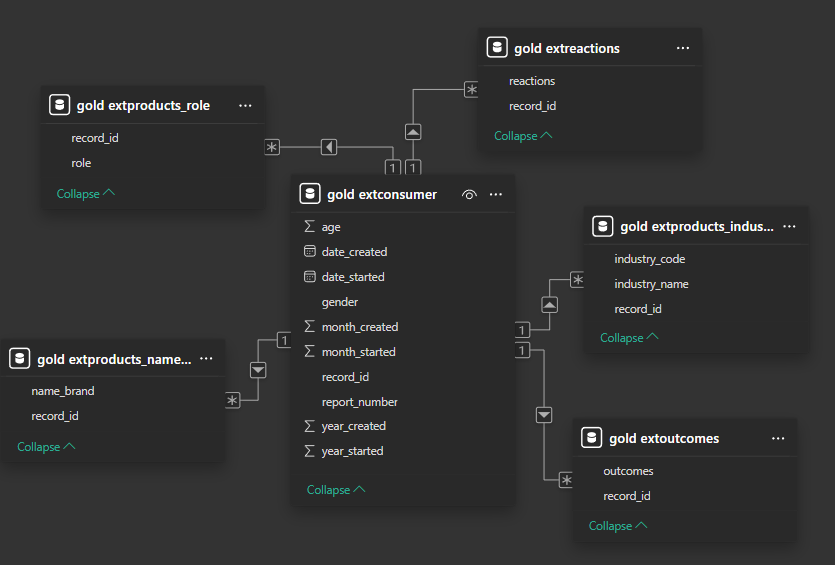 gold extreactions
reactions
record_id
Collapse
gold extproducts_role
record_id
role
Collapse
*
*
1
1
gold extconsumer
age
date_created
date_started
gender
month_created
month_started
record_id
report_number
year_created
year_started
Collapse
gold extproducts_indus...
industry_code
industry_name
record_id
Collapse
*
1
1
1
*
*
gold extproducts_name...
name_brand
record_id
Collapse
gold extoutcomes
outcomes
record_id
Collapse